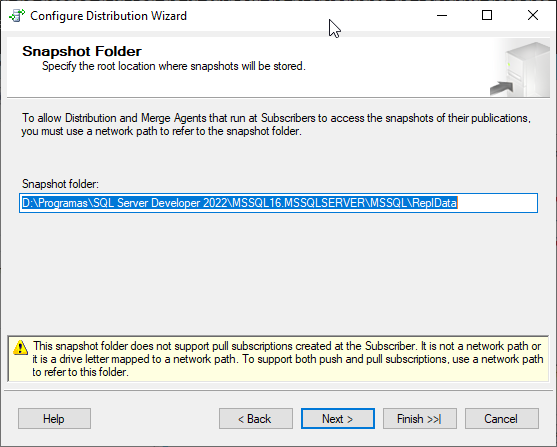 Configure Distribution Wizard
Snapshot Folder
Specify the root location where snapshots will be stored.
To allow Distribution and Merge Agents that run at Subscribers to access the snapshots of their publications,
you must use a network path to refer to the snapshot folder.
Snapshot folder:
D:\Programas\SQL Server Developer 2022\MSSQL16.MSSQLSERVER\MSSQL\ReplData
This snapshot folder does not support pull subscriptions created at the Subscriber. It is not a network path or
it is a drive letter mapped to a network path. To support both push and pull subscriptions, use a network path
to refer to this folder.
Help
< Back
Next >
Finish >>|
Cancel